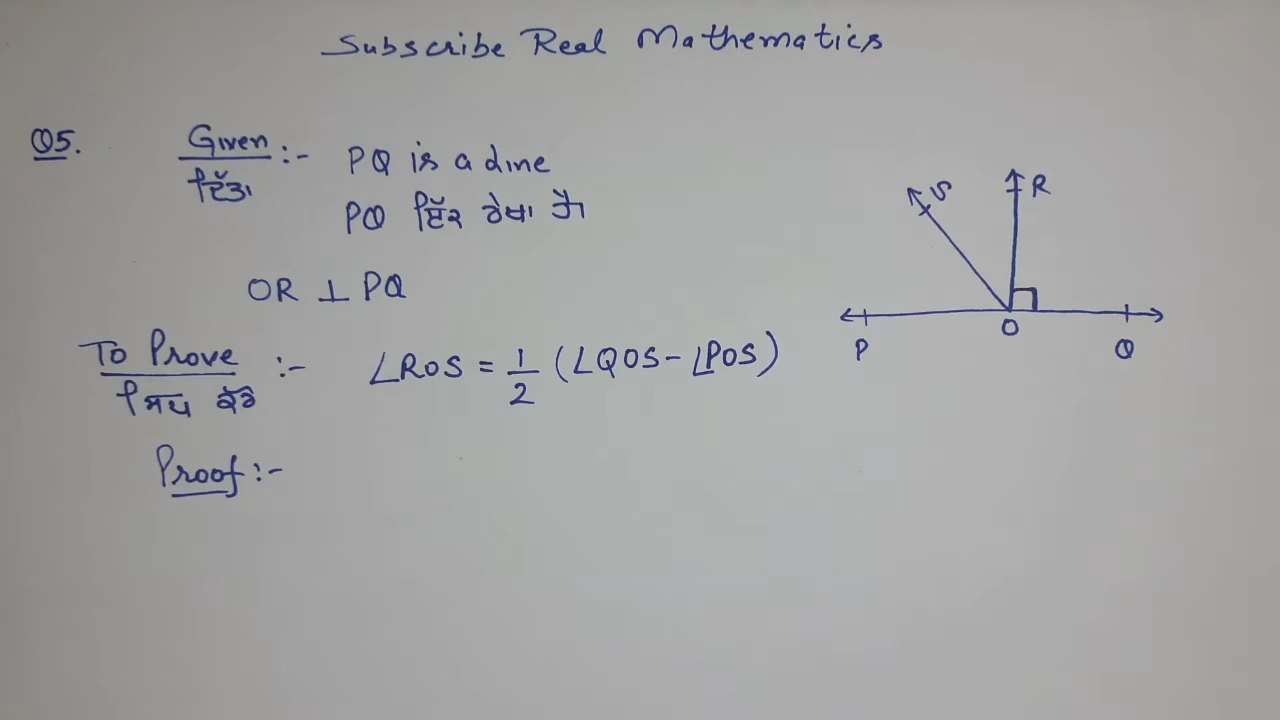 Subscribe Real Mathematics
Q5. Given :- PQ is a Line
ਦਿੱਤਾ PQ ਇੱਕ ਰੇਖਾ ਹੈ
OR ⊥ PQ
To Prove :- ∠ROS = 1/2 (∠QOS - ∠POS)
ਸਿੱਧ ਕਰੋ
Proof :-
S R
O
P Q